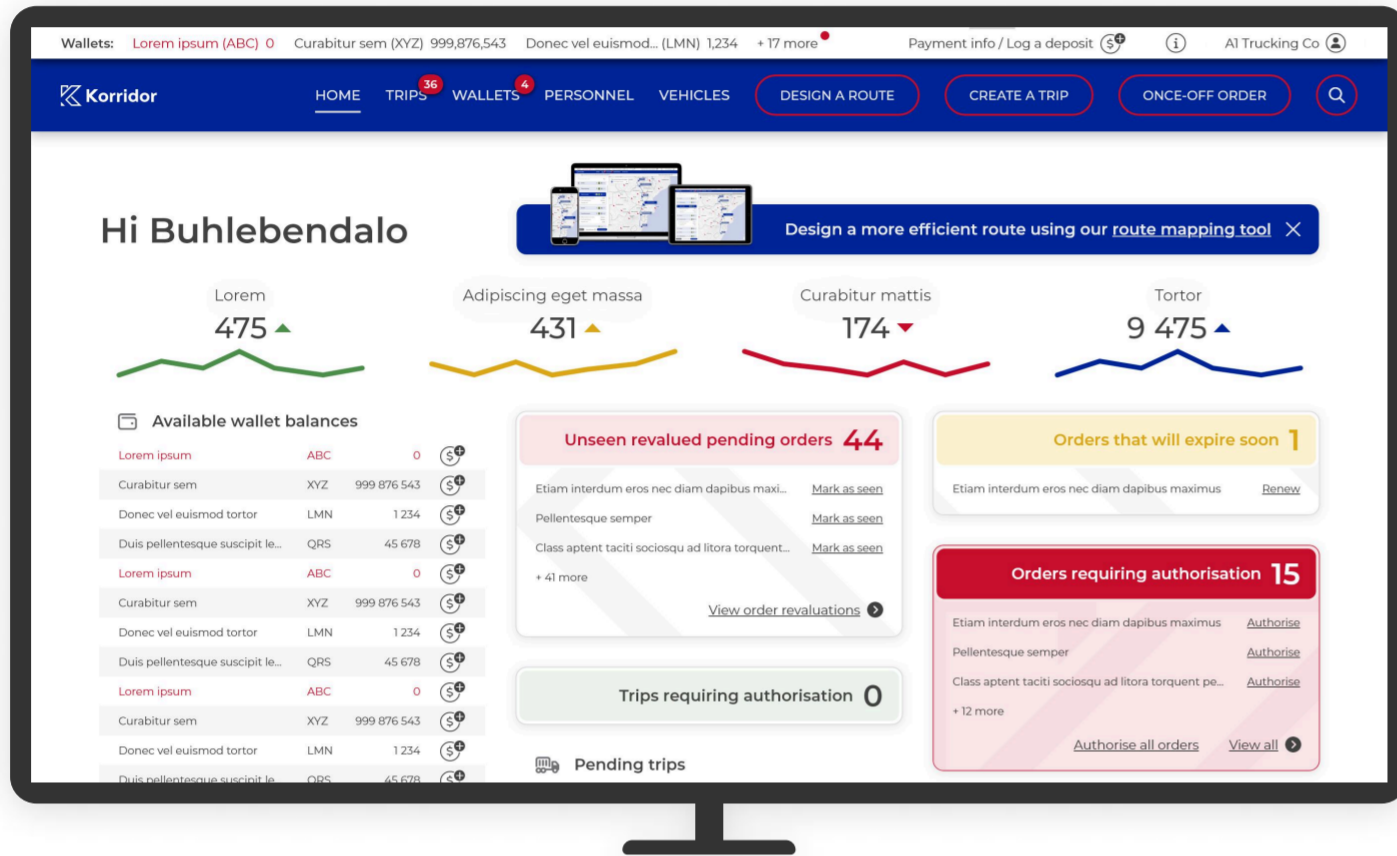 Wallets: Lorem ipsum (ABC) 0 Curabitur sem (XYZ) 999,876,543 Donec vel euismod... (LMN) 1,234 + 17 more Payment info / Log a deposit $ i A1 Trucking Co
Korridor HOME TRIPS 36 WALLETS 4 PERSONNEL VEHICLES DESIGN A ROUTE CREATE A TRIP ONCE-OFF ORDER
Hi Buhlebendalo
Design a more efficient route using our route mapping tool
Lorem
475
Adipiscing eget massa
431
Curabitur mattis
174
Tortor
9 475
Available wallet balances
Lorem ipsum ABC 0 $
Curabitur sem XYZ 999 876 543 $
Donec vel euismod tortor LMN 1 234 $
Duis pellentesque suscipit le... QRS 45 678 $
Lorem ipsum ABC 0 $
Curabitur sem XYZ 999 876 543 $
Donec vel euismod tortor LMN 1 234 $
Duis pellentesque suscipit le... QRS 45 678 $
Lorem ipsum ABC 0 $
Curabitur sem XYZ 999 876 543 $
Donec vel euismod tortor LMN 1 234 $
Duis pellentesque suscipit le... QRS 45 678 $
Unseen revalued pending orders 44
Etiam interdum eros nec diam dapibus maxi... Mark as seen
Pellentesque semper Mark as seen
Class aptent taciti sociosqu ad litora torquent... Mark as seen
+ 41 more
View order revaluations
Trips requiring authorisation 0
Pending trips
Orders that will expire soon 1
Etiam interdum eros nec diam dapibus maximus Renew
Orders requiring authorisation 15
Etiam interdum eros nec diam dapibus maximus Authorise
Pellentesque semper Authorise
Class aptent taciti sociosqu ad litora torquent pe... Authorise
+ 12 more
Authorise all orders View all